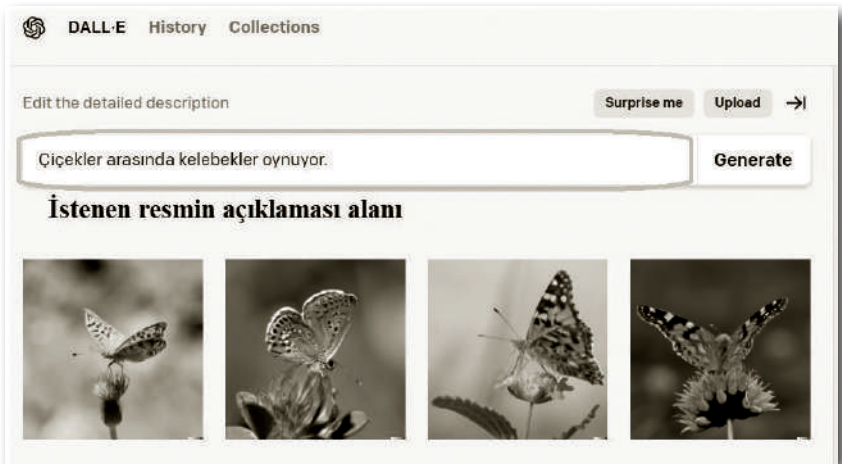 DALL·E History Collections
Edit the detailed description Surprise me Upload
Çiçekler arasında kelebekler oynuyor. Generate
İstenen resmin açıklaması alanı